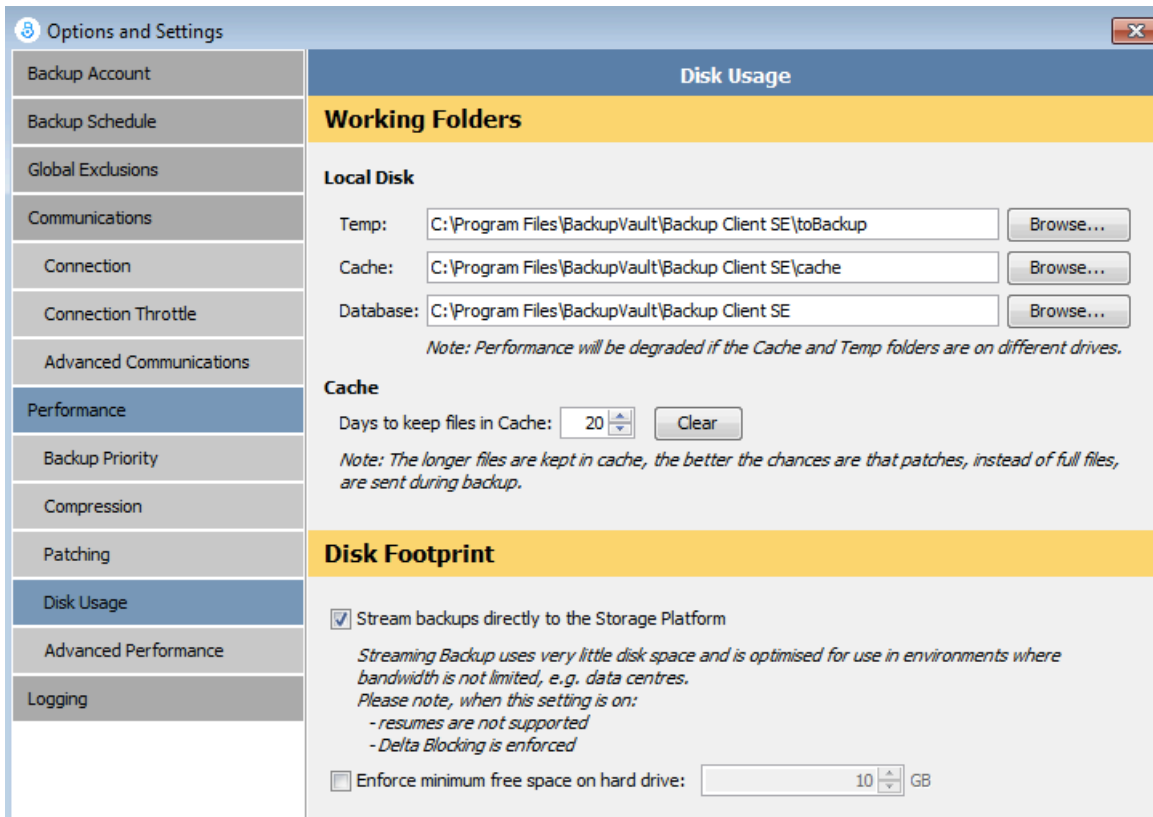 Options and Settings
Backup Account
Backup Schedule
Global Exclusions
Communications
Connection
Connection Throttle
Advanced Communications
Performance
Backup Priority
Compression
Patching
Disk Usage
Advanced Performance
Logging
Disk Usage
Working Folders
Local Disk
Temp: C:\Program Files\BackupVault\Backup Client SE\toBackup Browse...
Cache: C:\Program Files\BackupVault\Backup Client SE\cache Browse...
Database: C:\Program Files\BackupVault\Backup Client SE Browse...
Note: Performance will be degraded if the Cache and Temp folders are on different drives.
Cache
Days to keep files in Cache: 20 Clear
Note: The longer files are kept in cache, the better the chances are that patches, instead of full files,
are sent during backup.
Disk Footprint
Stream backups directly to the Storage Platform
Streaming Backup uses very little disk space and is optimised for use in environments where
bandwidth is not limited, e.g. data centres.
Please note, when this setting is on:
- resumes are not supported
- Delta Blocking is enforced
Enforce minimum free space on hard drive: 10 GB